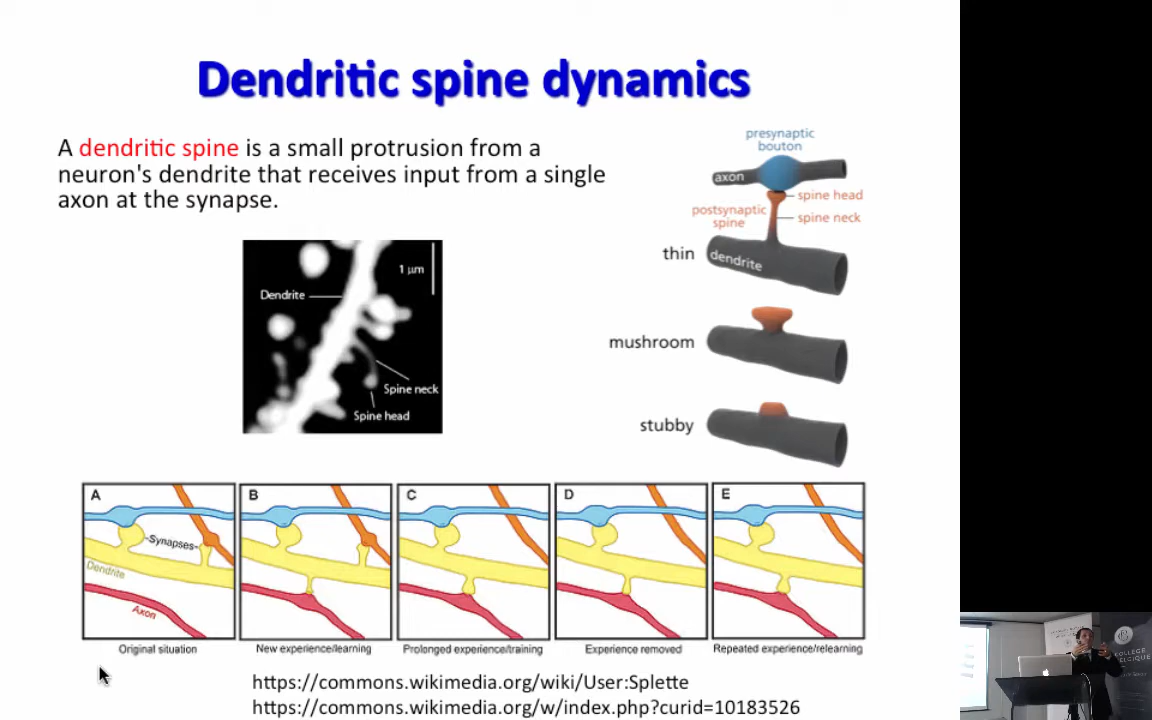 Dendritic spine dynamics
A dendritic spine is a small protrusion from a
neuron's dendrite that receives input from a single
axon at the synapse.
presynaptic
bouton
axon
spine head
postsynaptic
spine
spine neck
thin
dendrite
mushroom
stubby
1 µm
Dendrite
Spine neck
Spine head
A
Synapses
Dendrite
Axon
Original situation
B
New experience/learning
C
Prolonged experience/training
D
Experience removed
E
Repeated experience/relearning
https://commons.wikimedia.org/wiki/User:Splette
https://commons.wikimedia.org/w/index.php?curid=10183526
COLLEGE
BELGIQUE